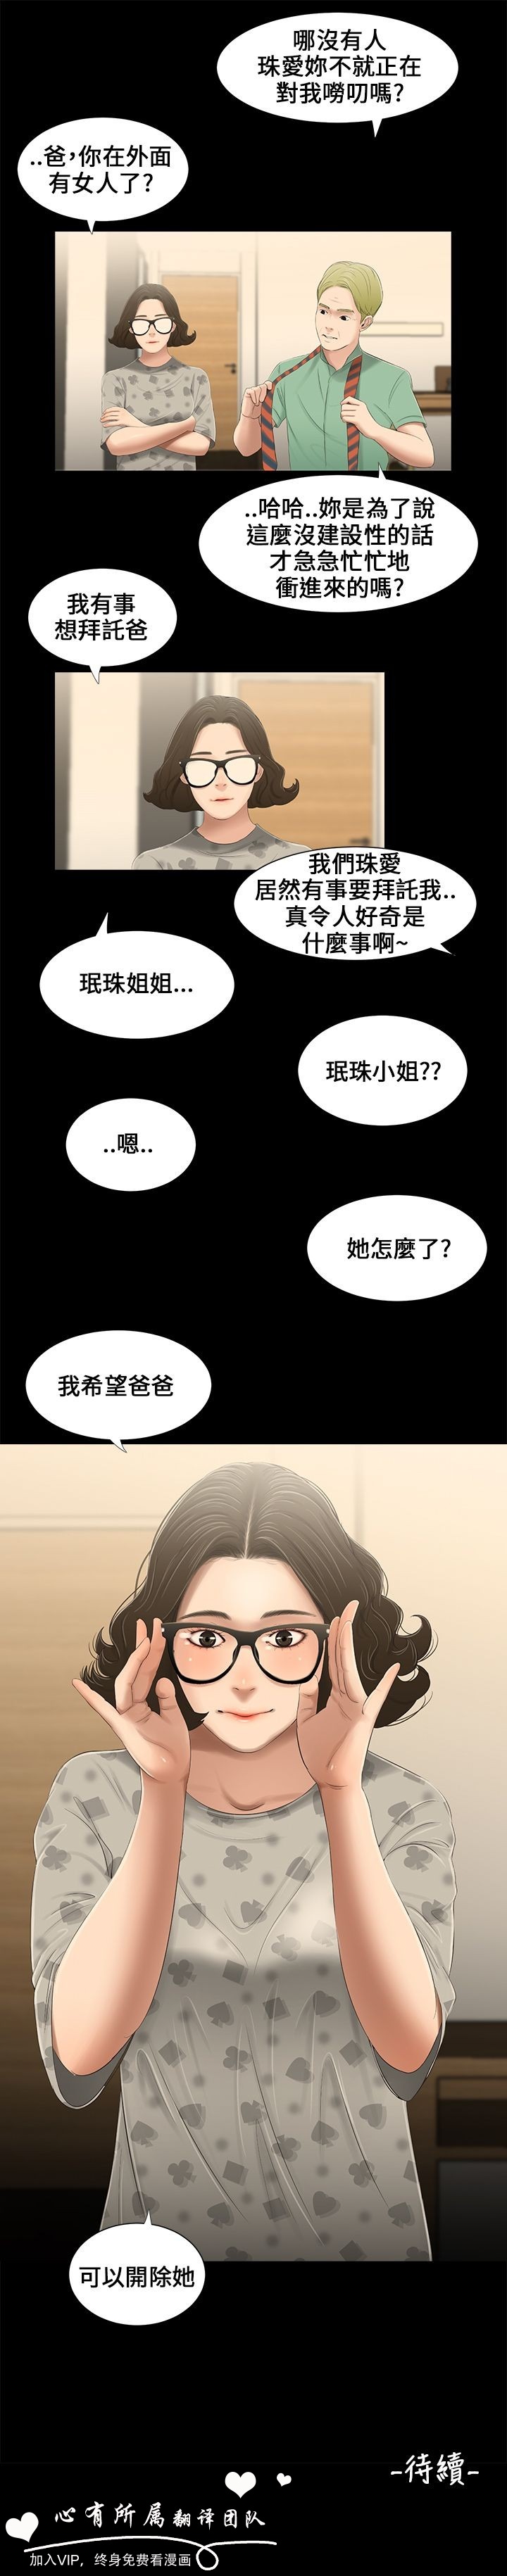 哪沒有人
珠愛妳不就正在
對我嘮叨嗎?
..爸，你在外面
有女人了?
..哈哈..妳是為了說
這麼沒建設性的話
才急急忙忙地
衝進來的嗎?
我有事
想拜託爸
我們珠愛
居然有事要拜託我..
真令人好奇是
什麼事啊~
珉珠姐姐...
珉珠小姐??
..嗯..
她怎麼了?
我希望爸爸
可以開除她
-待續-
心有所属翻译团队
加入VIP，终身免费看漫画